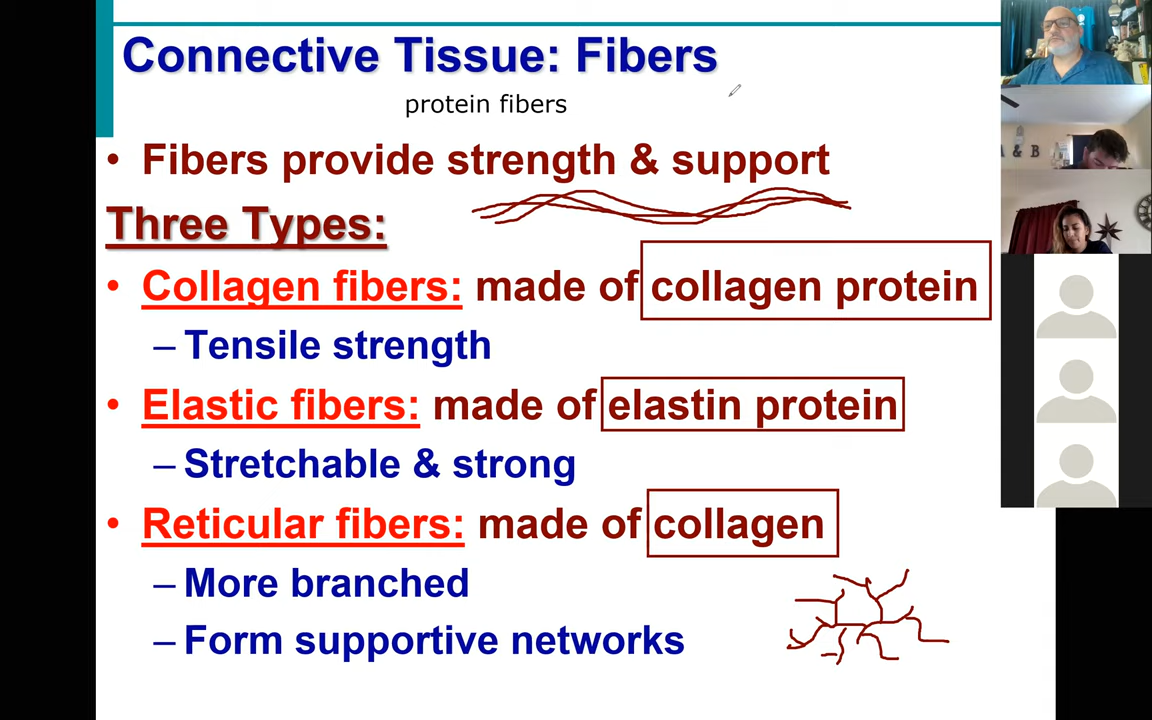 Connective Tissue: Fibers
protein fibers
• Fibers provide strength & support
Three Types:
• Collagen fibers: made of collagen protein
– Tensile strength
• Elastic fibers: made of elastin protein
– Stretchable & strong
• Reticular fibers: made of collagen
– More branched
– Form supportive networks
A & B